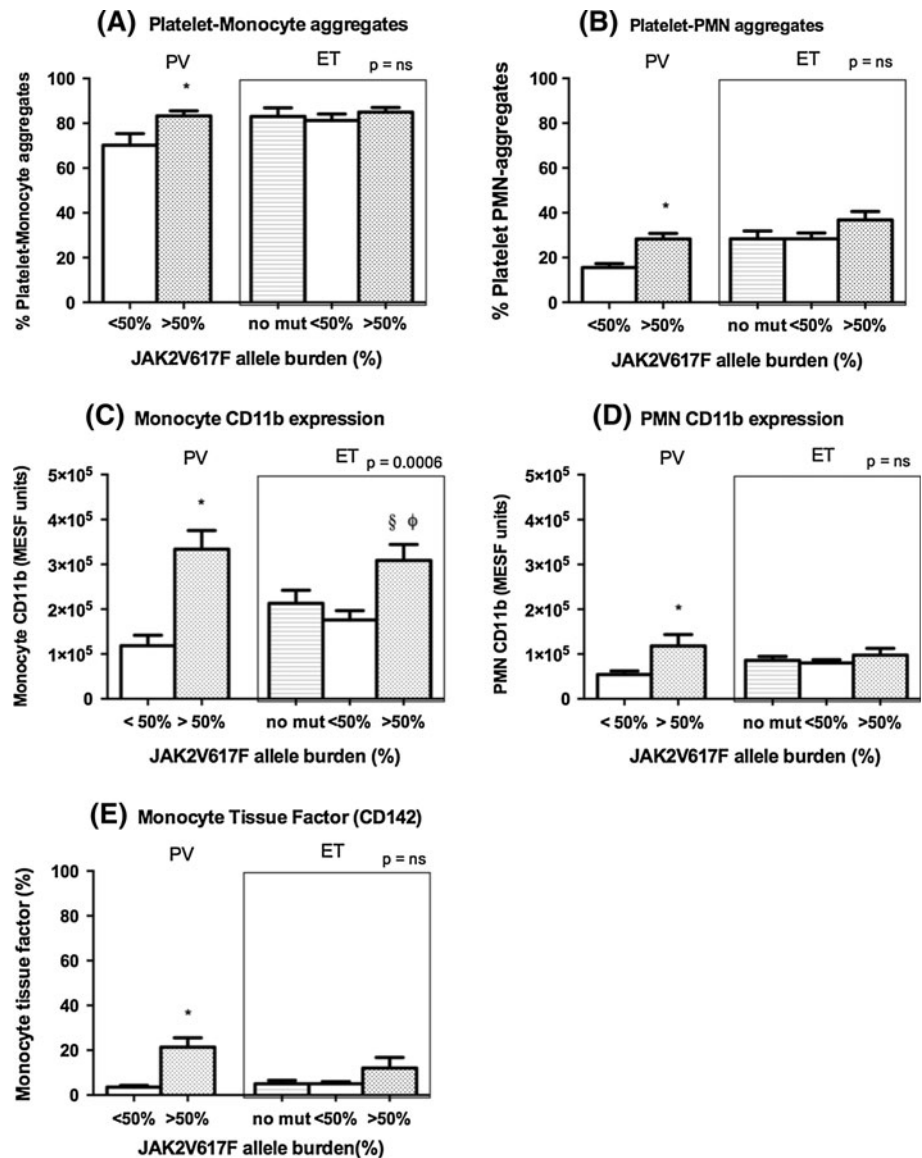 (A) Platelet-Monocyte aggregates
PV
ET
p = ns
*
% Platelet-Monocyte aggregates
100
80
60
40
20
0
<50% >50%
no mut <50% >50%
JAK2V617F allele burden (%)
(B) Platelet-PMN aggregates
PV
ET
p = ns
*
% Platelet PMN-aggregates
100
80
60
40
20
0
<50% >50%
no mut <50% >50%
JAK2V617F allele burden (%)
(C) Monocyte CD11b expression
PV
ET
p = 0.0006
*
§ ϕ
Monocyte CD11b (MESF units)
5×10⁵
4×10⁵
3×10⁵
2×10⁵
1×10⁵
0
< 50% > 50%
no mut <50% >50%
JAK2V617F allele burden (%)
(D) PMN CD11b expression
PV
ET
p = ns
*
PMN CD11b (MESF units)
5×10⁵
4×10⁵
3×10⁵
2×10⁵
1×10⁵
0
< 50% > 50%
no mut <50% >50%
JAK2V617F allele burden (%)
(E) Monocyte Tissue Factor (CD142)
PV
ET
p = ns
*
Monocyte tissue factor (%)
100
80
60
40
20
0
<50% >50%
no mut <50% >50%
JAK2V617F allele burden(%)